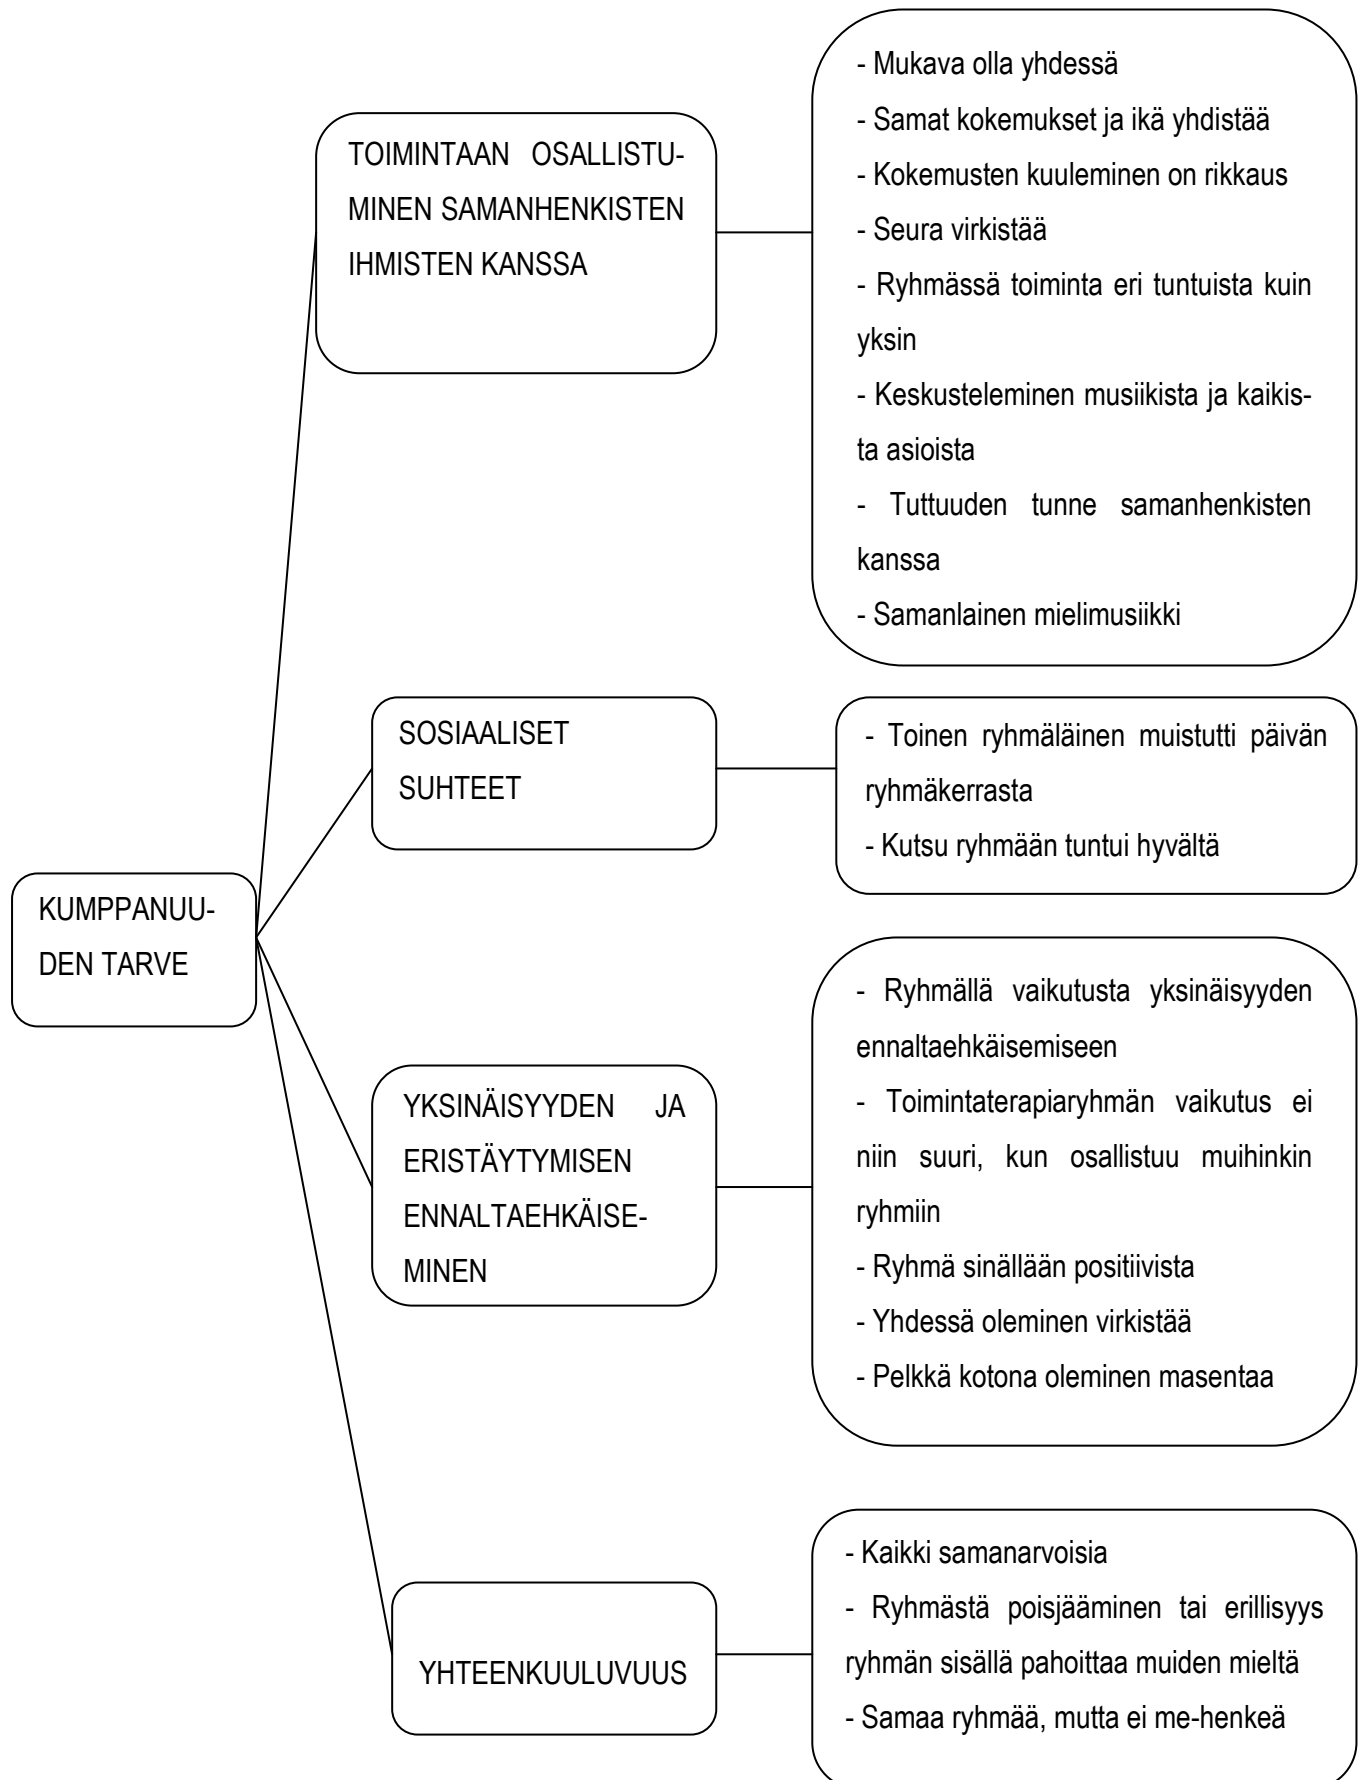 KUMPPANUU-
DEN TARVE
TOIMINTAAN OSALLISTU-
MINEN SAMANHENKISTEN
IHMISTEN KANSSA
- Mukava olla yhdessä
- Samat kokemukset ja ikä yhdistää
- Kokemusten kuuleminen on rikkaus
- Seura virkistää
- Ryhmässä toiminta eri tuntuista kuin
yksin
- Keskusteleminen musiikista ja kaikis-
ta asioista
- Tuttuuden tunne samanhenkisten
kanssa
- Samanlainen mielimusiikki
SOSIAALISET
SUHTEET
- Toinen ryhmäläinen muistutti päivän
ryhmäkerrasta
- Kutsu ryhmään tuntui hyvältä
YKSINÄISYYDEN JA
ERISTÄYTYMISEN
ENNALTAEHKÄISE-
MINEN
- Ryhmällä vaikutusta yksinäisyyden
ennaltaehkäisemiseen
- Toimintaterapiaryhmän vaikutus ei
niin suuri, kun osallistuu muihinkin
ryhmiin
- Ryhmä sinällään positiivista
- Yhdessä oleminen virkistää
- Pelkkä kotona oleminen masentaa
YHTEENKUULUVUUS
- Kaikki samanarvoisia
- Ryhmästä poisjääminen tai erillisyys
ryhmän sisällä pahoittaa muiden mieltä
- Samaa ryhmää, mutta ei me-henkeä